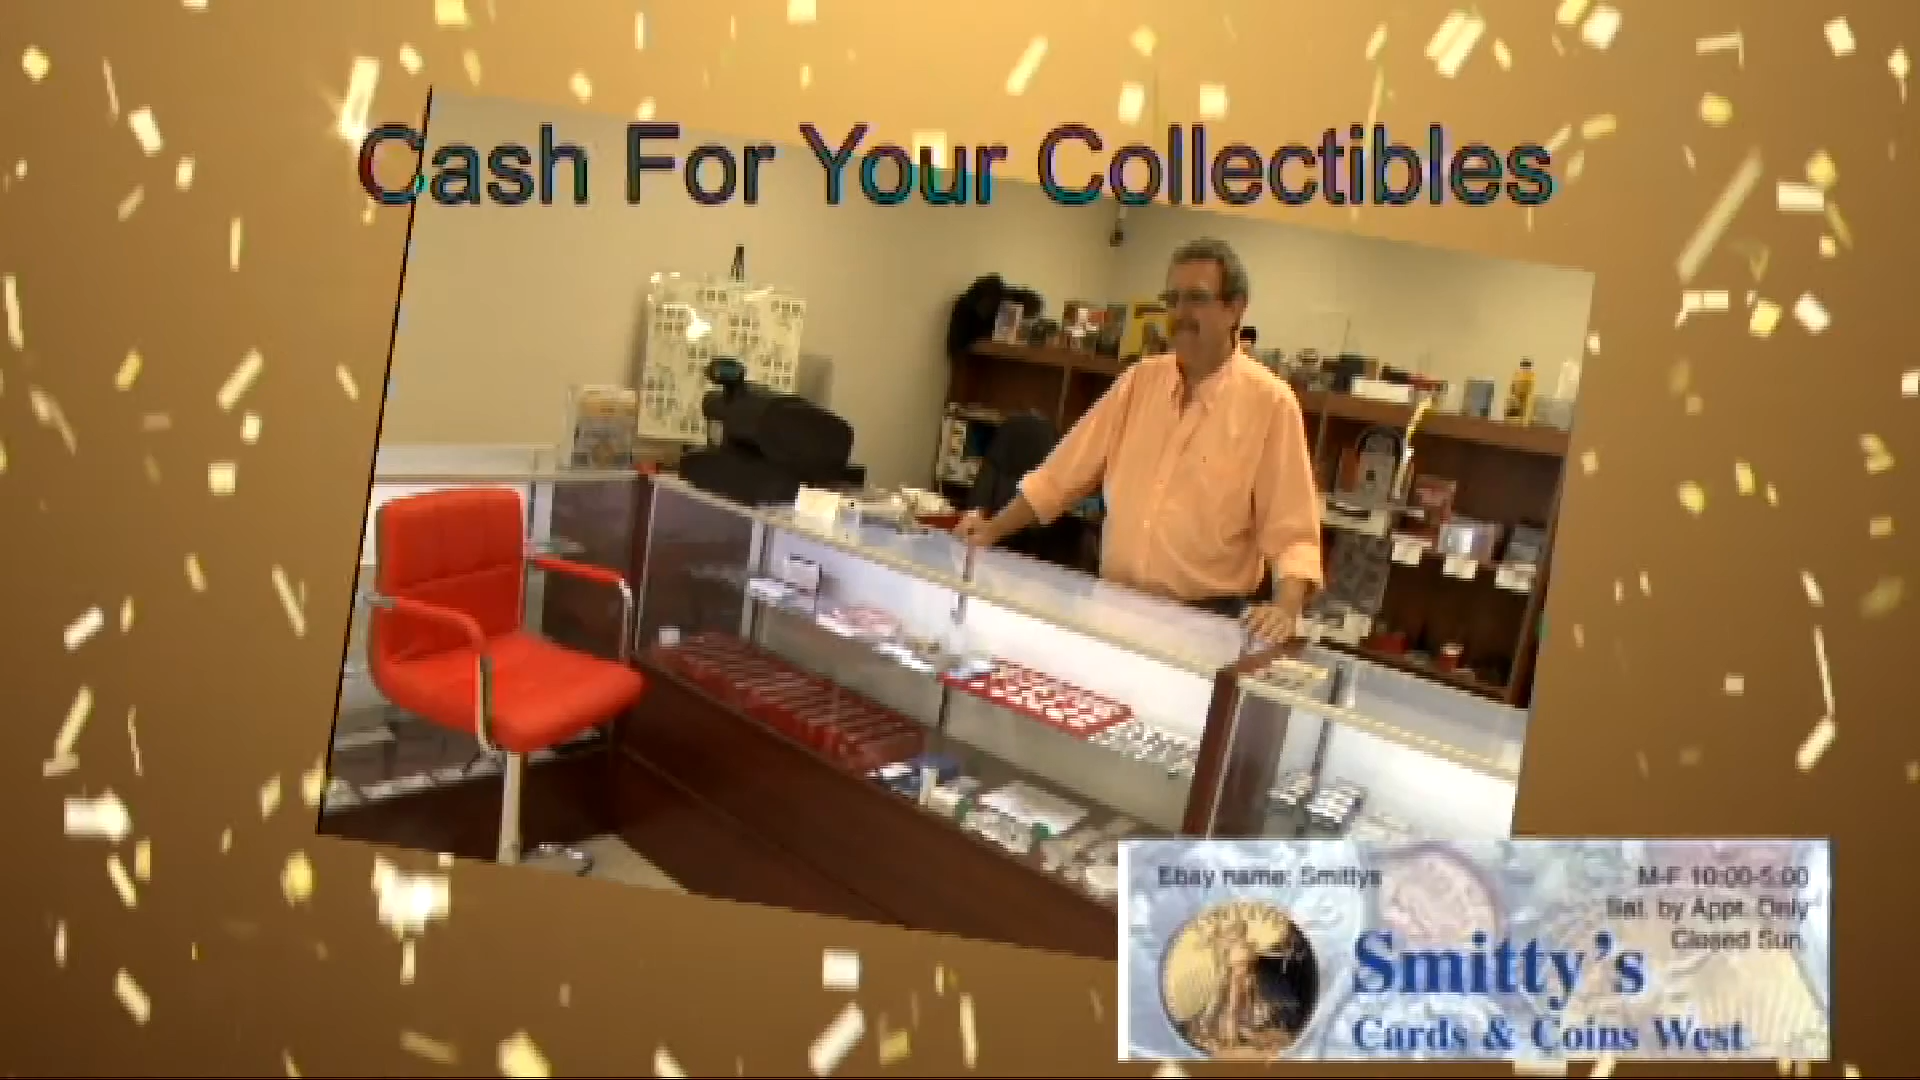 Cash For Your Collectibles
Ebay name: Smittys
M-F 10:00-5:00
Sat. by Appt. Only
Closed Sun.
Smitty's
Cards & Coins West